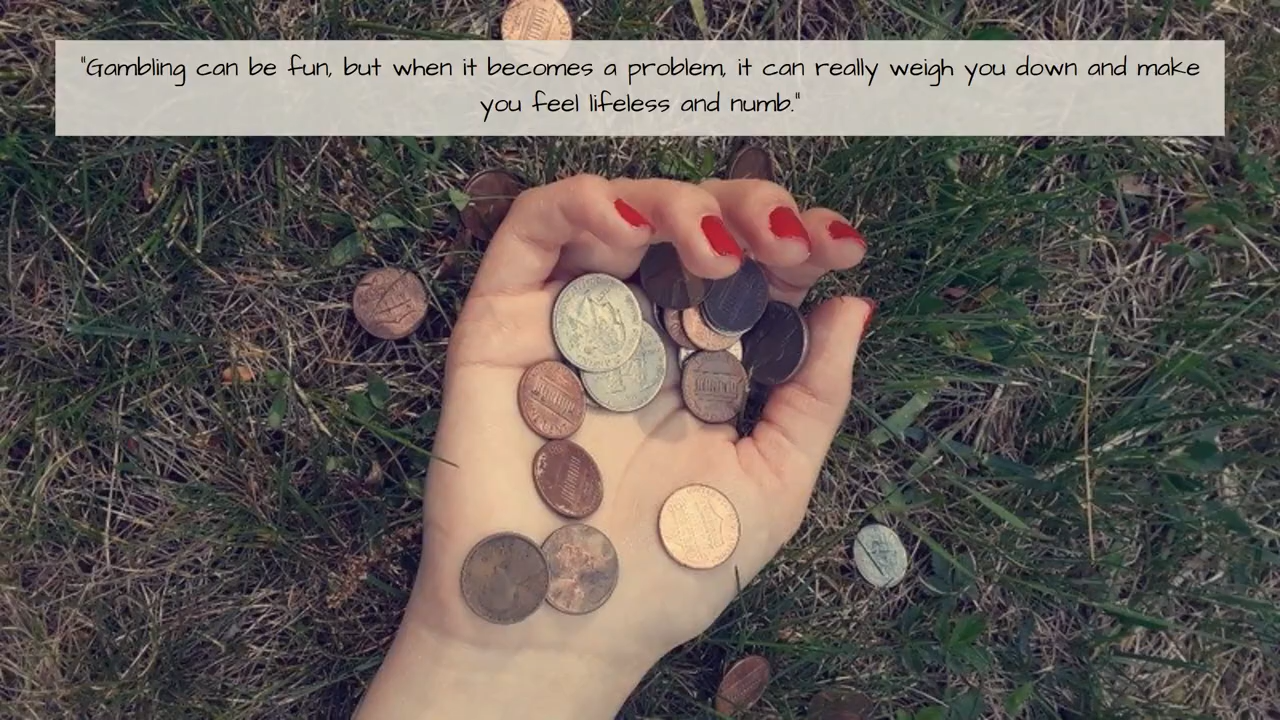 "Gambling can be fun, but when it becomes a problem, it can really weigh you down and make
you feel lifeless and numb."